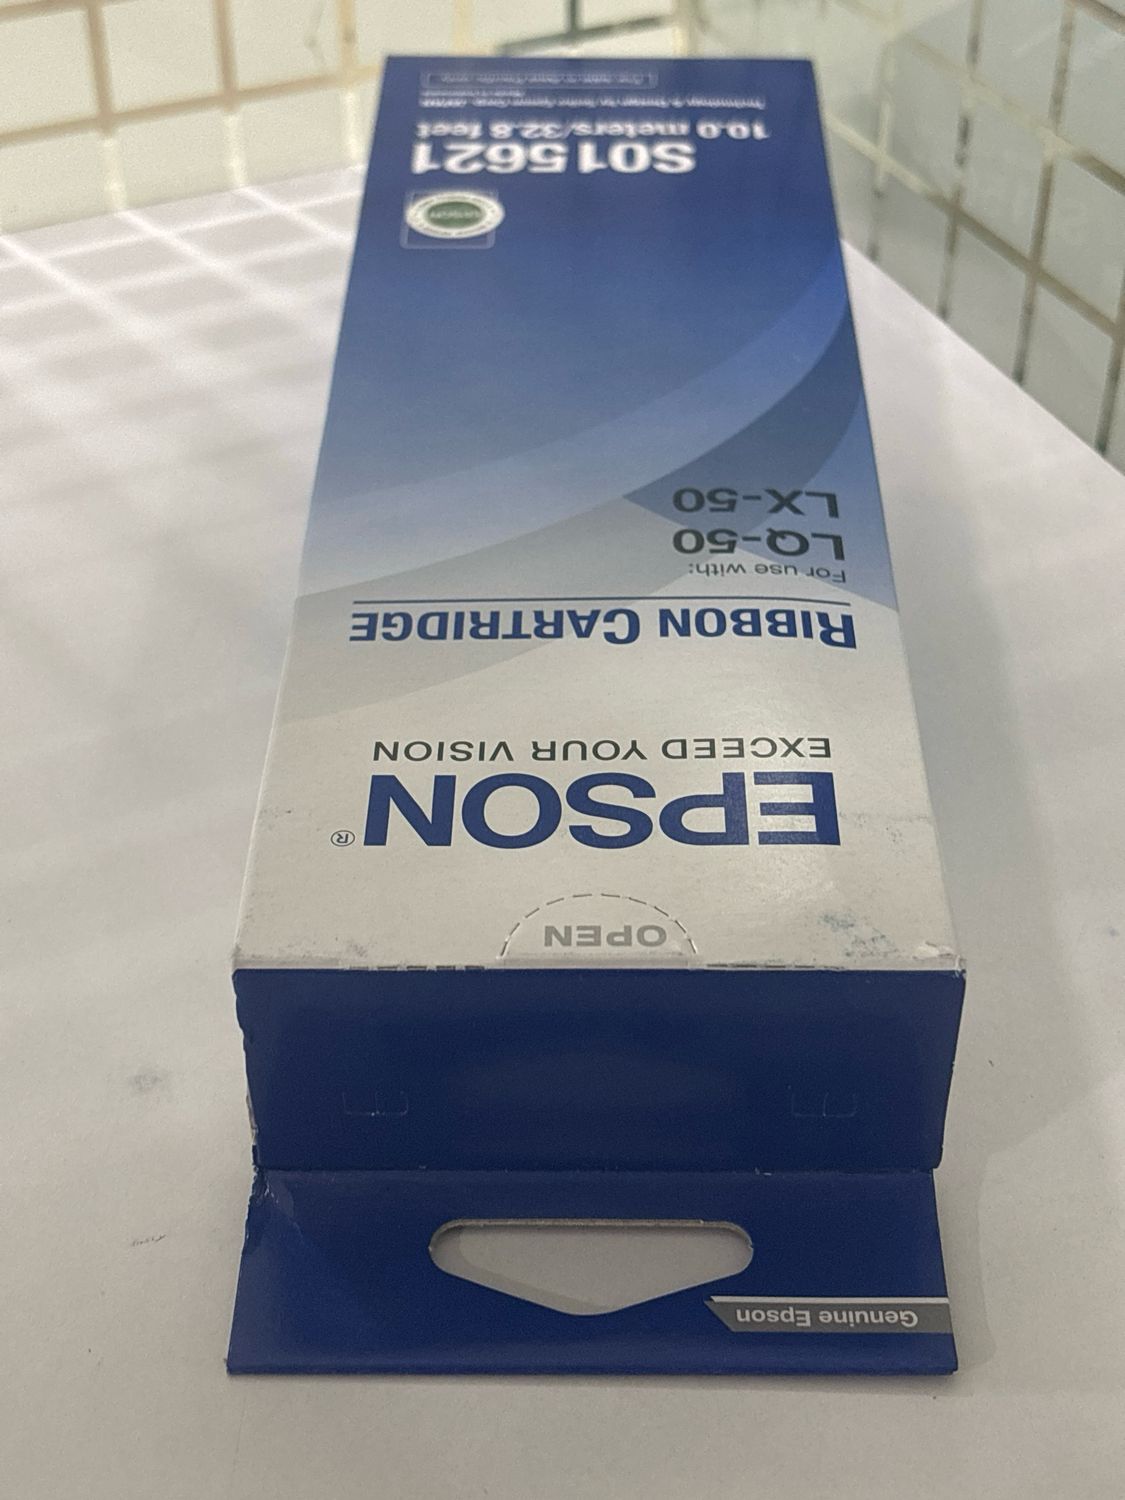 Genuine Epson
OPEN
EPSON®
EXCEED YOUR VISION
RIBBON CARTRIDGE
For use with:
LQ-50
LX-50
S015621
10.0 meters/32.8 feet